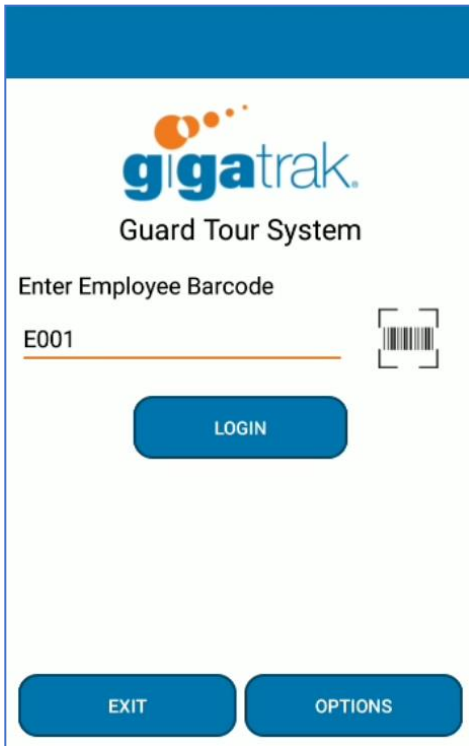 gigatrak®
Guard Tour System
Enter Employee Barcode
E001
LOGIN
EXIT OPTIONS